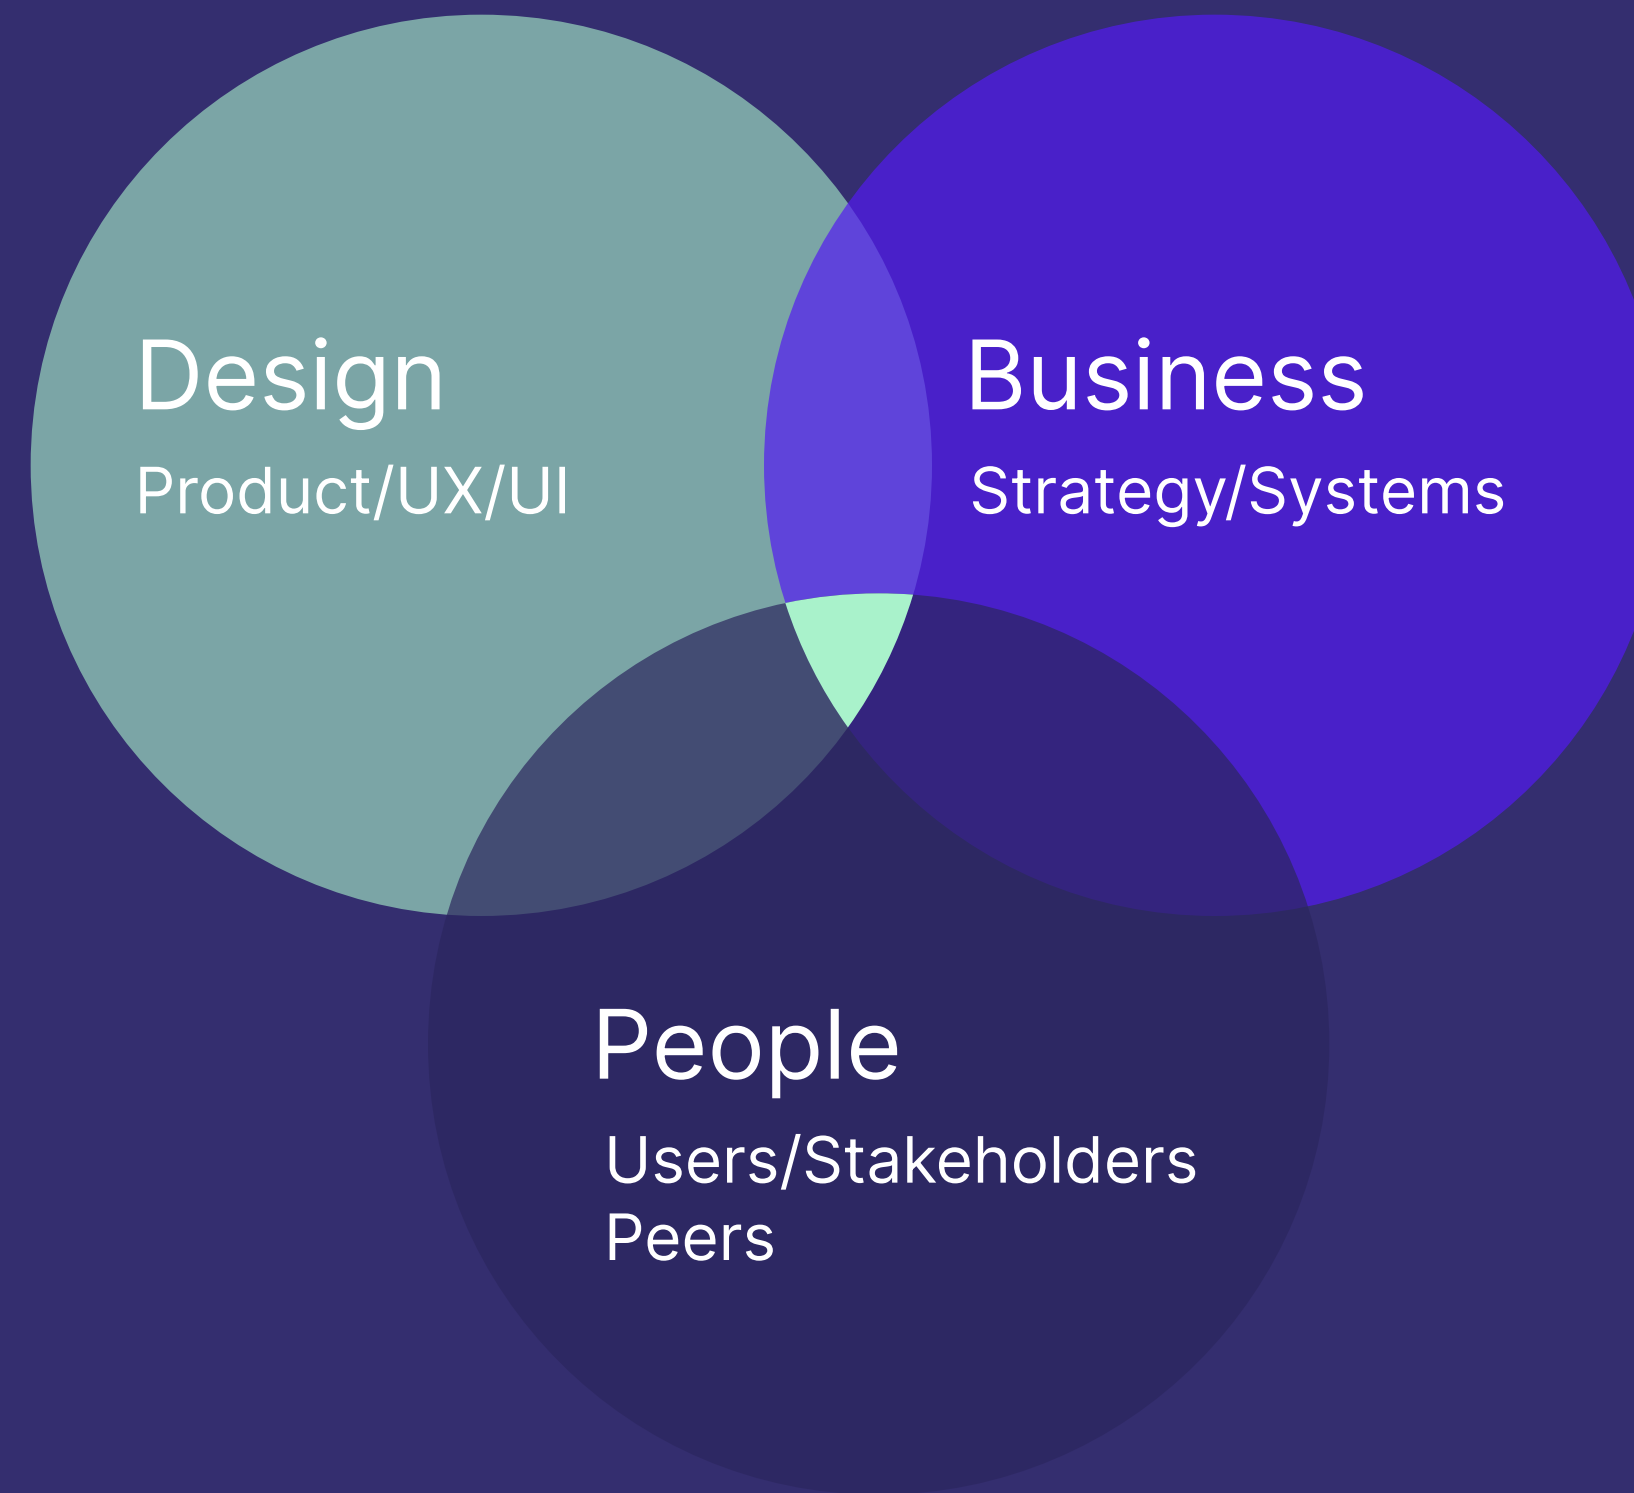 Design
Product/UX/UI
Business
Strategy/Systems
People
Users/Stakeholders
Peers